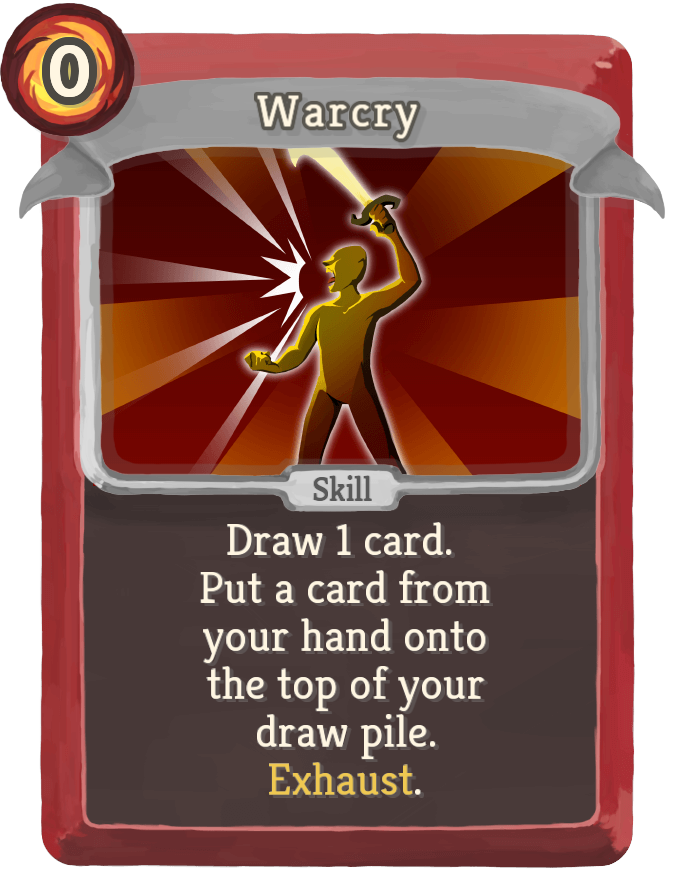 0
Warcry
Skill
Draw 1 card.
Put a card from
your hand onto
the top of your
draw pile.
Exhaust.